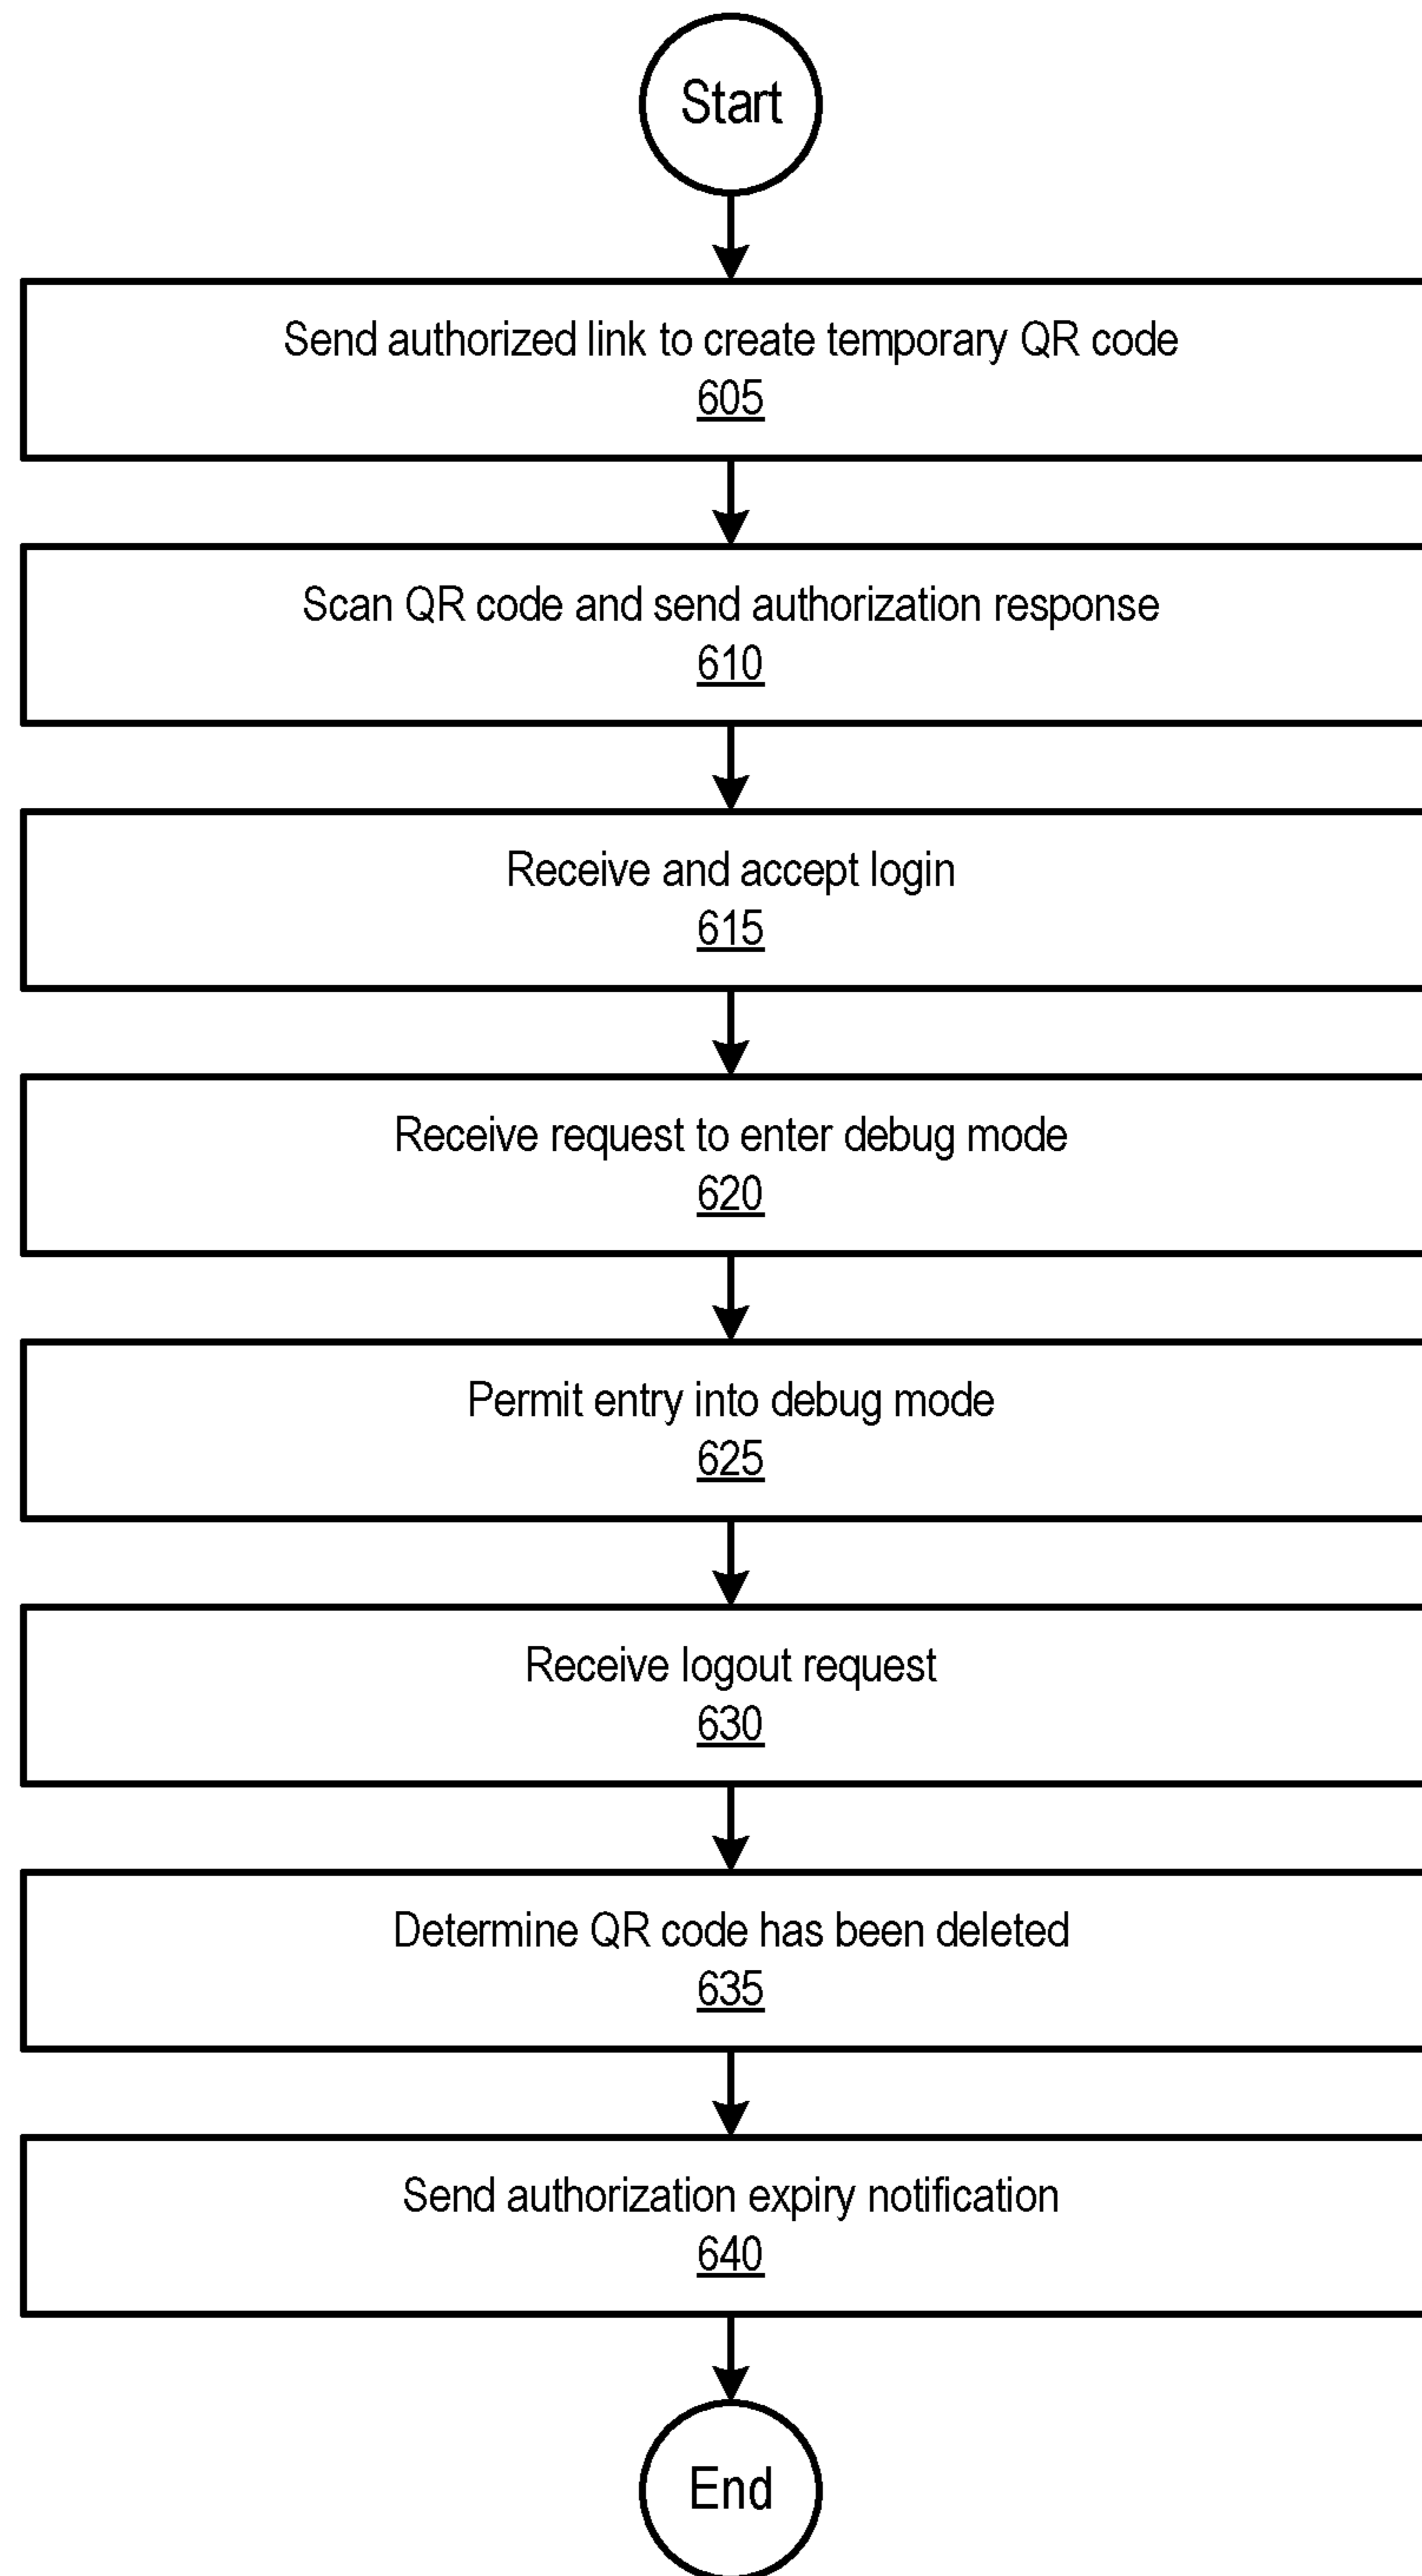 Start
Send authorized link to create temporary QR code
605
Scan QR code and send authorization response
610
Receive and accept login
615
Receive request to enter debug mode
620
Permit entry into debug mode
625
Receive logout request
630
Determine QR code has been deleted
635
Send authorization expiry notification
640
End